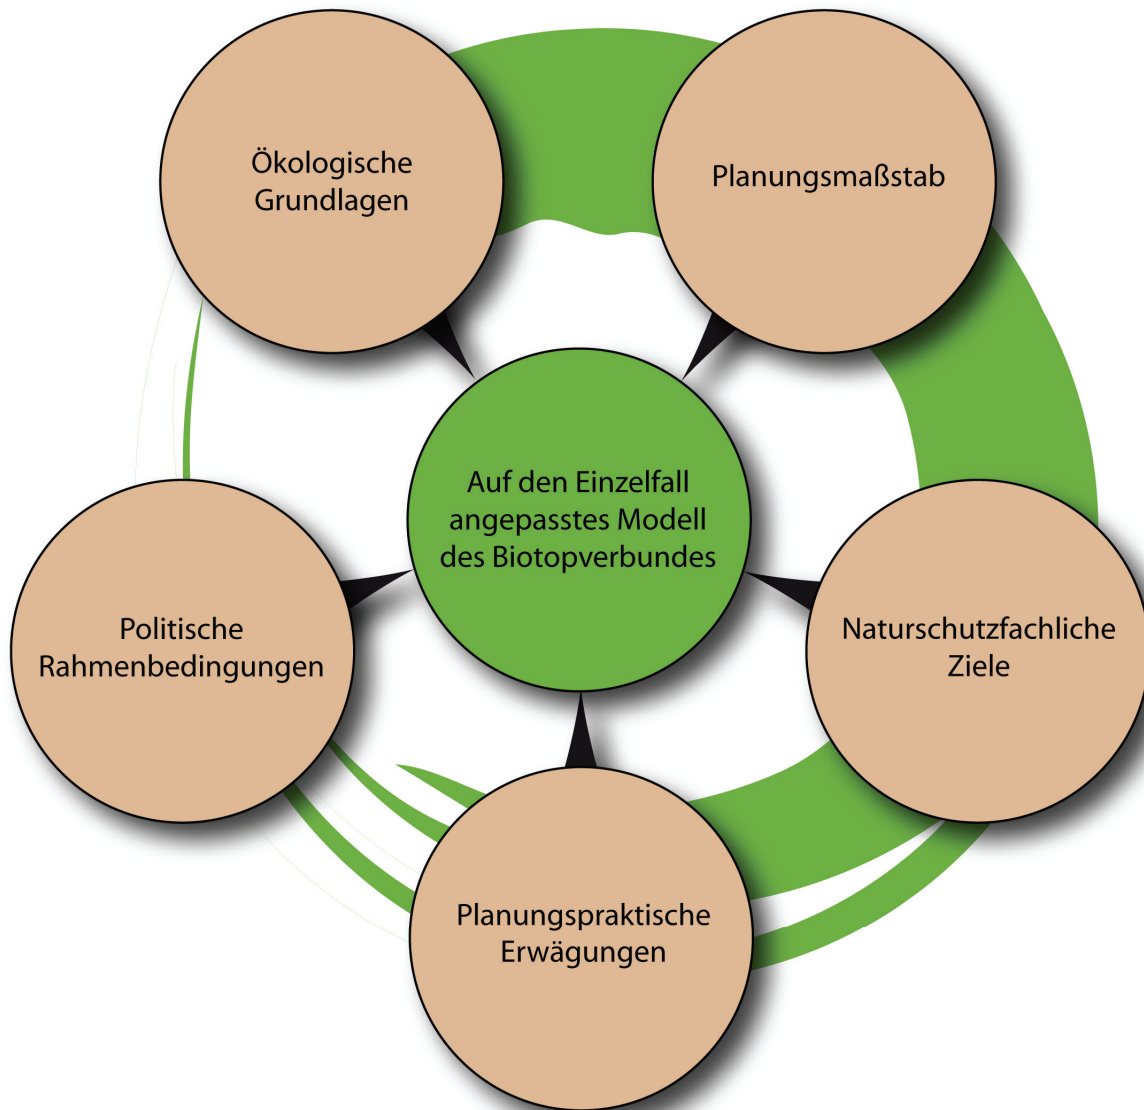 Ökologische
Grundlagen
Planungsmaßstab
Auf den Einzelfall
angepasstes Modell
des Biotopverbundes
Politische
Rahmenbedingungen
Naturschutzfachliche
Ziele
Planungspraktische
Erwägungen